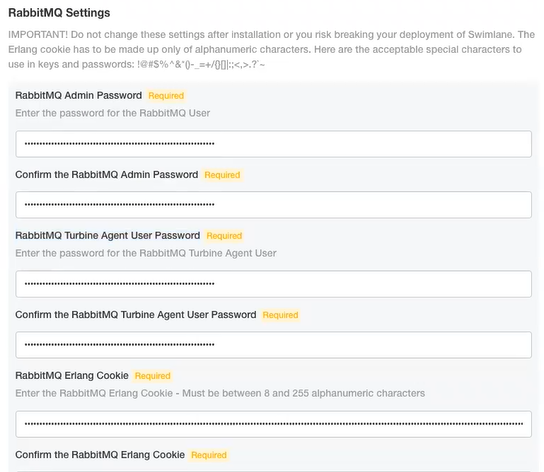 RabbitMQ Settings
IMPORTANT! Do not change these settings after installation or you risk breaking your deployment of Swimlane. The
Erlang cookie has to be made up only of alphanumeric characters. Here are the acceptable special characters to
use in keys and passwords: !@#$%^&*()-_=+/{}[]|:;<,>.?`~
RabbitMQ Admin Password Required
Enter the password for the RabbitMQ User
Confirm the RabbitMQ Admin Password Required
RabbitMQ Turbine Agent User Password Required
Enter the password for the RabbitMQ Turbine Agent User
Confirm the RabbitMQ Turbine Agent User Password Required
RabbitMQ Erlang Cookie Required
Enter the RabbitMQ Erlang Cookie - Must be between 8 and 255 alphanumeric characters
Confirm the RabbitMQ Erlang Cookie Required